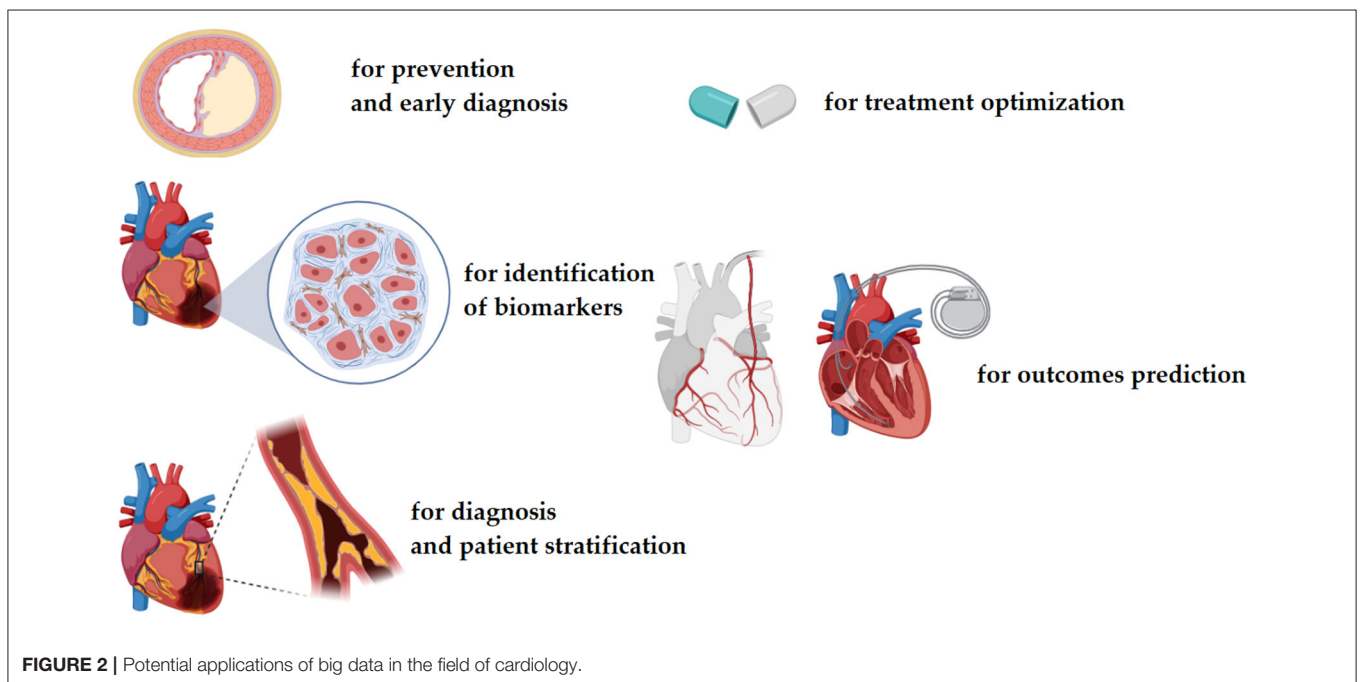 for prevention
and early diagnosis
for treatment optimization
for identification
of biomarkers
for outcomes prediction
for diagnosis
and patient stratification
FIGURE 2 | Potential applications of big data in the field of cardiology.